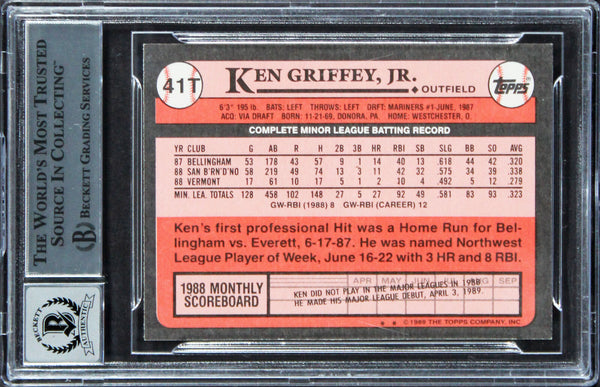 THE WORLD'S MOST TRUSTED
SOURCE IN COLLECTING™
BECKETT GRADING SERVICES
BECKETT
AUTHENTIC
41T
KEN GRIFFEY, JR.
OUTFIELD
TOPPS
6'3" 195 lb. BATS: LEFT THROWS: LEFT DRFT: MARINERS #1-JUNE, 1987
ACQ: VIA DRAFT BORN: 11-21-69, DONORA, PA HOME: WESTCHESTER, O.
COMPLETE MINOR LEAGUE BATTING RECORD
YR CLUB G AB R H 2B 3B HR RBI SB SLG BB SO AVG
87 BELLINGHAM 53 178 43 57 9 1 14 40 13 .618 44 42 .320
88 SAN B'RN'D'NO 58 219 49 74 13 3 11 42 32 .575 34 39 .338
88 VERMONT 17 61 10 17 5 1 2 10 4 .492 5 12 .279
MIN. LEA. TOTALS 128 458 102 148 27 5 27 92 49 .581 83 93 .323
GW-RBI (1988) 8 GW-RBI (CAREER) 12
Ken's first professional Hit was a Home Run for Bel-
lingham vs. Everett, 6-17-87. He was named Northwest
League Player of Week, June 16-22 with 3 HR and 8 RBI.
1988 MONTHLY
SCOREBOARD
APR MAY JUN JUL AUG SEP
KEN DID NOT PLAY IN THE MAJOR LEAGUES IN 1988.
HE MADE HIS MAJOR LEAGUE DEBUT, APRIL 3, 1989.
* * ©1989 THE TOPPS COMPANY, INC.